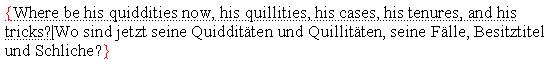 {Where be his quiddities now, his quillities, his cases, his tenures, and his
tricks?|Wo sind jetzt seine Quidditäten und Quillitäten, seine Fälle, Besitztitel
und Schliche?}